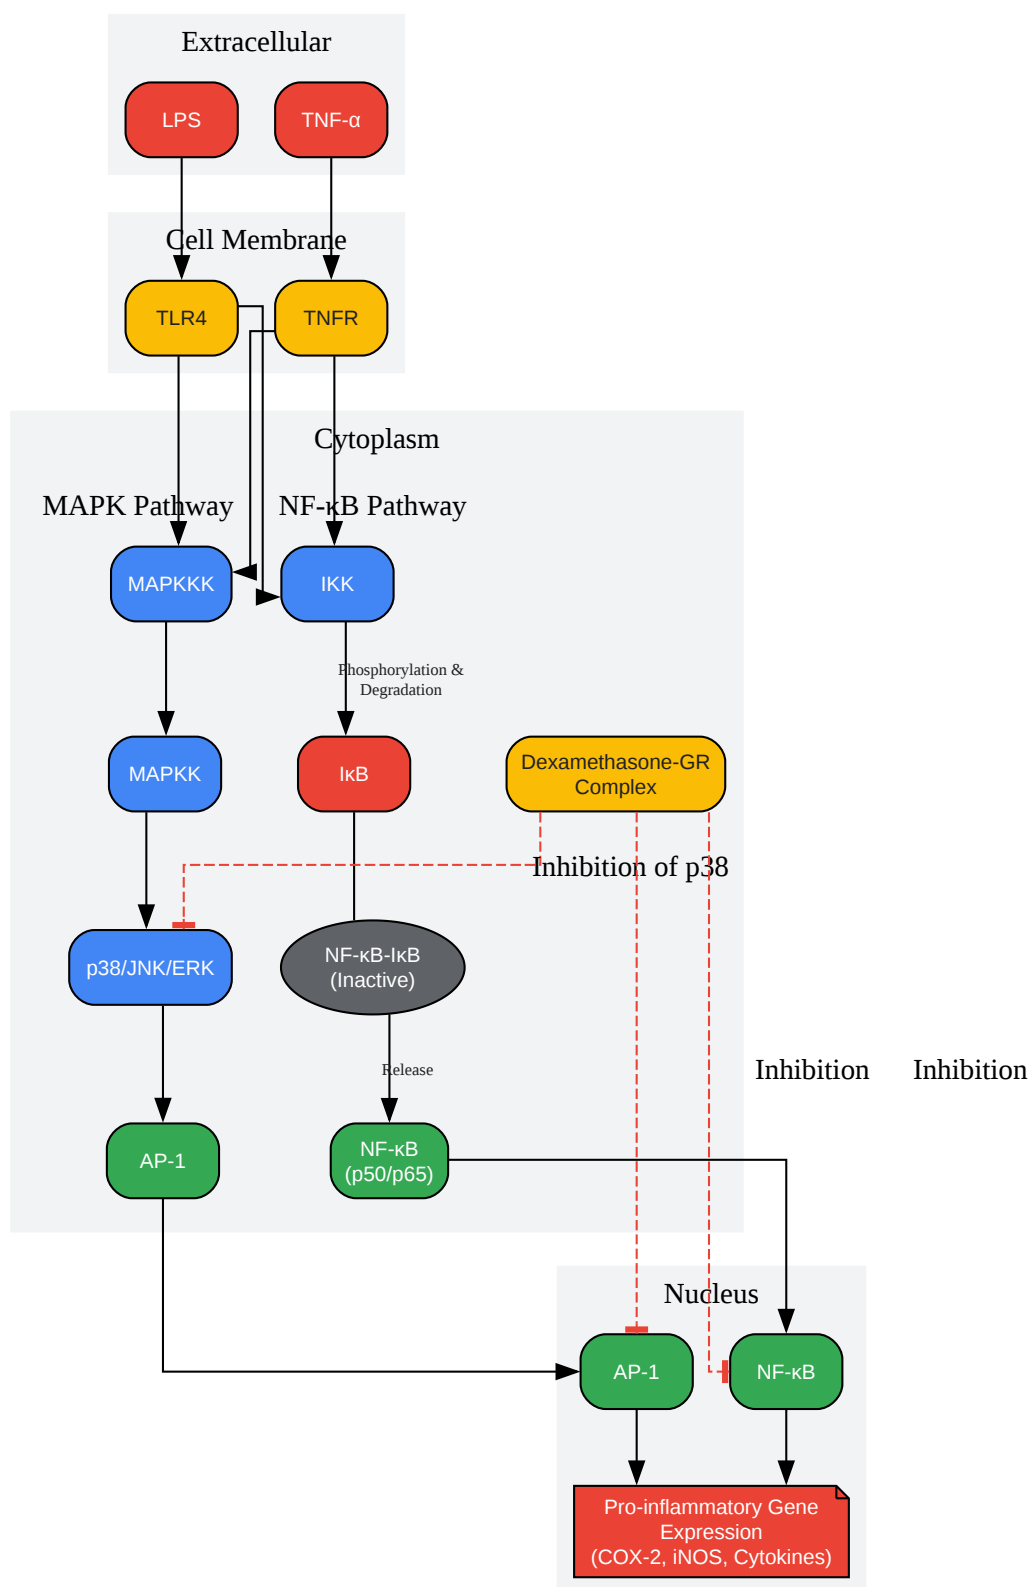 Extracellular
LPS
TNF-α
Cell Membrane
TLR4
TNFR
Cytoplasm
MAPK Pathway
NF-κB Pathway
MAPKKK
IKK
Phosphorylation &
Degradation
MAPKK
IκB
Dexamethasone-GR
Complex
Inhibition of p38
p38/JNK/ERK
NF-κB-IκB
(Inactive)
Release
Inhibition
Inhibition
AP-1
NF-κB
(p50/p65)
Nucleus
AP-1
NF-κB
Pro-inflammatory Gene
Expression
(COX-2, iNOS, Cytokines)